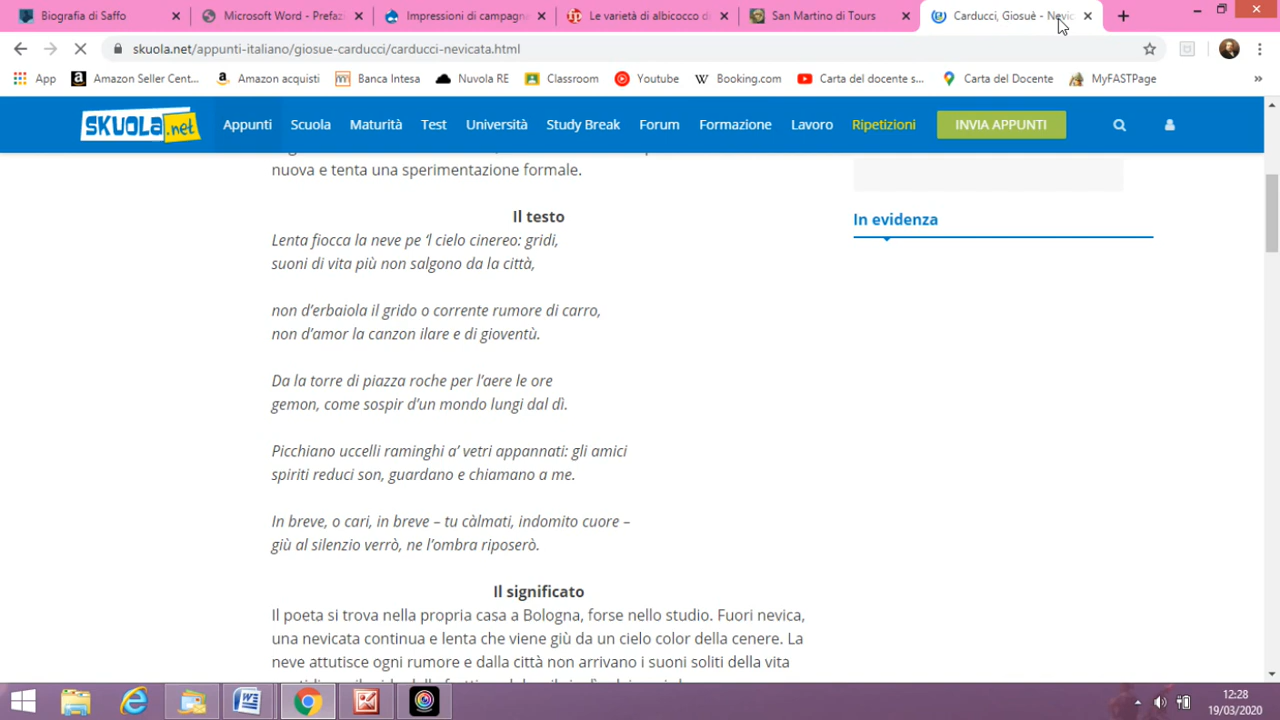 Biografia di Saffo
Microsoft Word - Prefaz
Impressioni di campagn
Le varietà di albicocco d
San Martino di Tours
Carducci, Giosuè - Nevic
skuola.net/appunti-italiano/giosue-carducci/carducci-nevicata.html
App
Amazon Seller Cent...
Amazon acquisti
Banca Intesa
Nuvola RE
Classroom
Youtube
Booking.com
Carta del docente s...
Carta del Docente
MyFASTPage
SKUOLA.net
Appunti
Scuola
Maturità
Test
Università
Study Break
Forum
Formazione
Lavoro
Ripetizioni
INVIA APPUNTI
nuova e tenta una sperimentazione formale.
In evidenza
Il testo
Lenta fiocca la neve pe 'l cielo cinereo: gridi,
suoni di vita più non salgono da la città,
non d'erbaiola il grido o corrente rumore di carro,
non d'amor la canzon ilare e di gioventù.
Da la torre di piazza roche per l'aere le ore
gemon, come sospir d'un mondo lungi dal dì.
Picchiano uccelli raminghi a' vetri appannati: gli amici
spiriti reduci son, guardano e chiamano a me.
In breve, o cari, in breve – tu càlmati, indomito cuore –
giù al silenzio verrò, ne l'ombra riposerò.
Il significato
Il poeta si trova nella propria casa a Bologna, forse nello studio. Fuori nevica,
una nevicata continua e lenta che viene giù da un cielo color della cenere. La
neve attutisce ogni rumore e dalla città non arrivano i suoni soliti della vita
12:28
19/03/2020